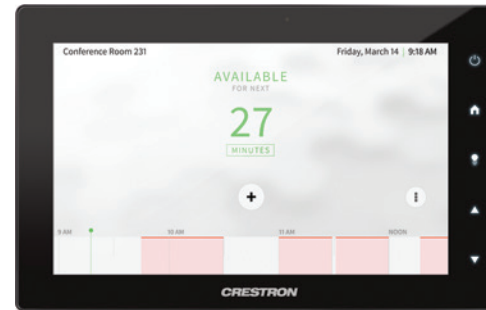 Conference Room 231
Friday, March 14 | 9:18 AM
AVAILABLE
FOR NEXT
27
MINUTES
9 AM
10 AM
11 AM
NOON
CRESTRON